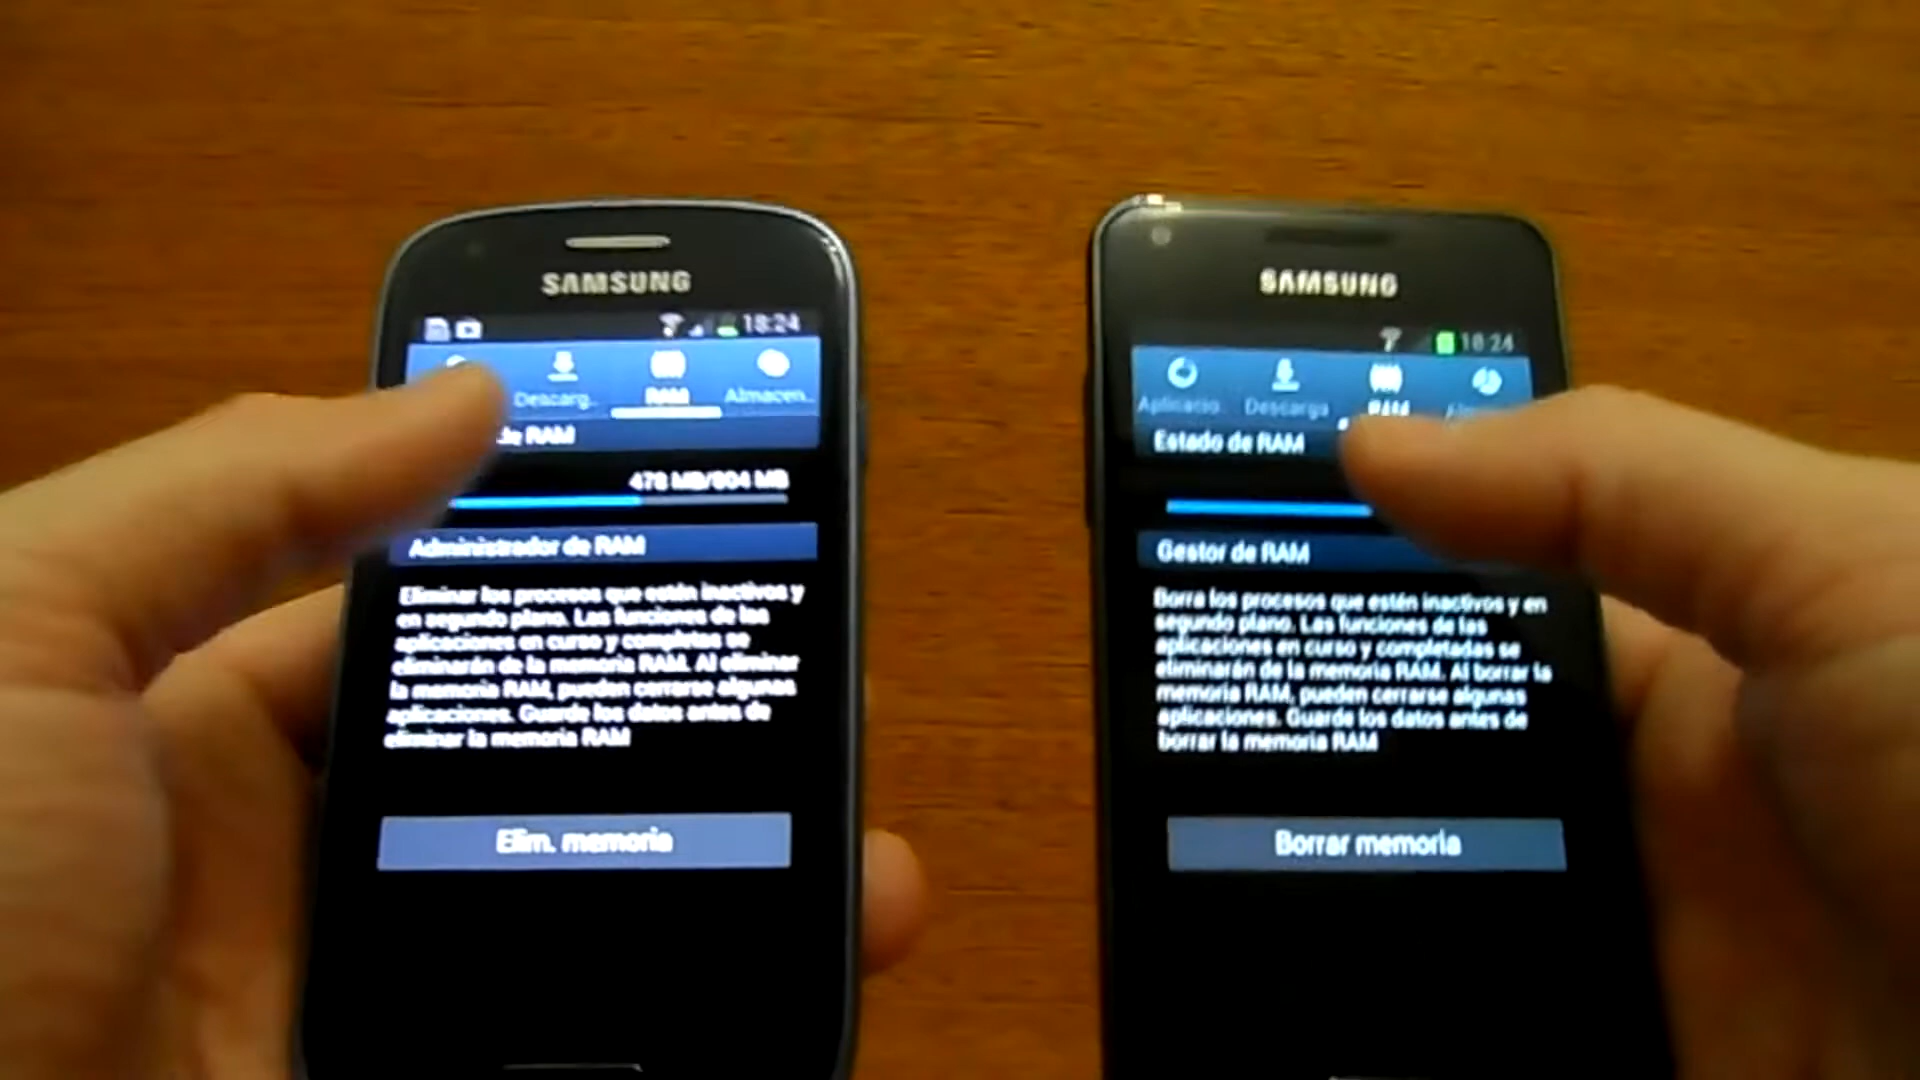 SAMSUNG
18:24
Descarg..
RAM
Almacen..
de RAM
478 MB/804 MB
Administrador de RAM
Eliminar los procesos que estén inactivos y
en segundo plano. Las funciones de las
aplicaciones en curso y completas se
eliminarán de la memoria RAM. Al eliminar
la memoria RAM, pueden cerrarse algunas
aplicaciones. Guarde los datos antes de
eliminar la memoria RAM
Elim. memoria
SAMSUNG
18:24
Aplicacio..
Descarga
RAM
Estado de RAM
Gestor de RAM
Borra los procesos que estén inactivos y en
segundo plano. Las funciones de las
aplicaciones en curso y completadas se
eliminarán de la memoria RAM. Al borrar la
memoria RAM, pueden cerrarse algunas
aplicaciones. Guarde los datos antes de
borrar la memoria RAM
Borrar memoria